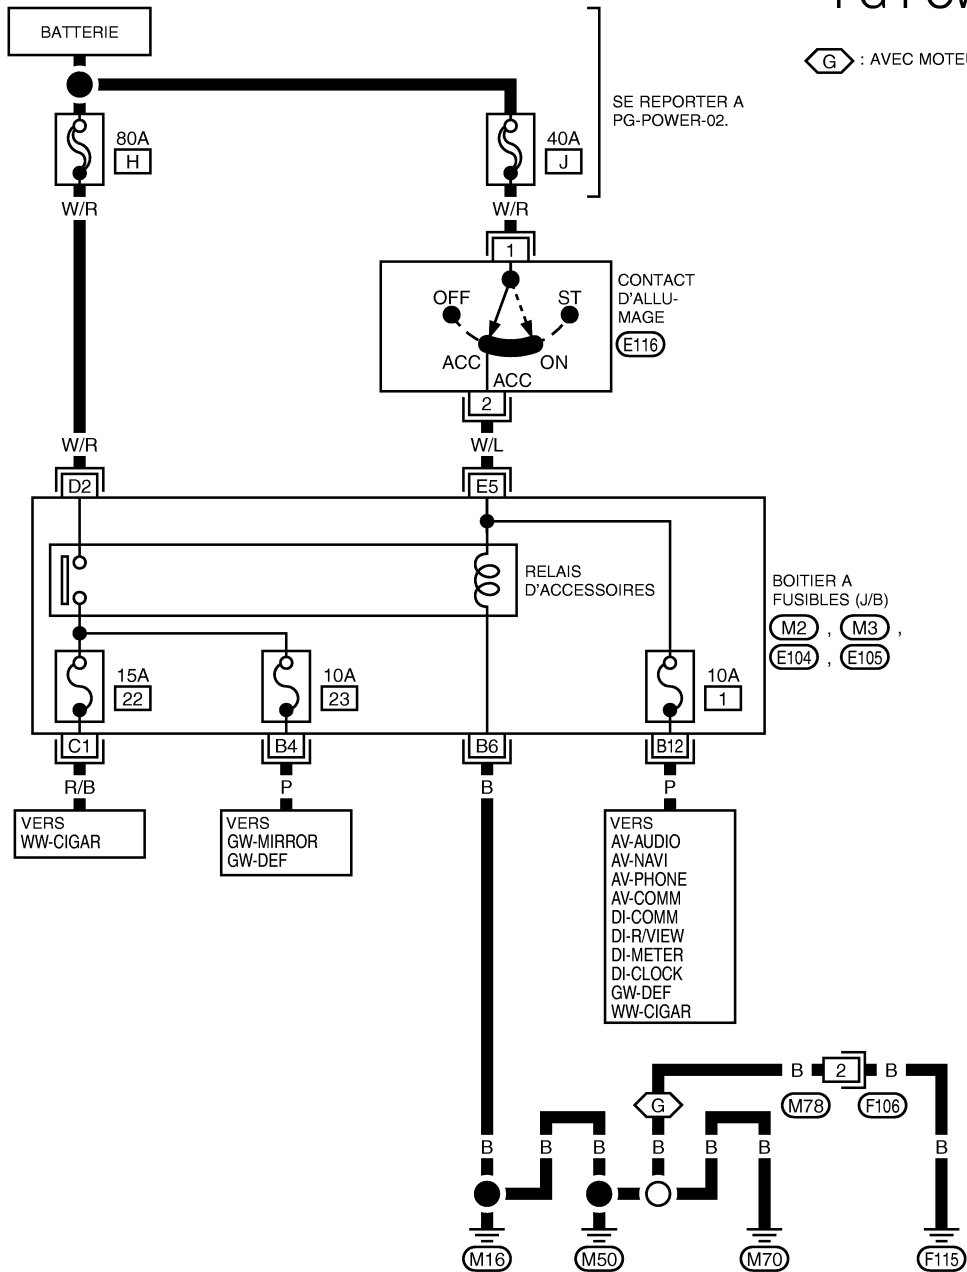 BATTERIE
G : AVEC
SE REPORTER A
PG-POWER-02.
80A
H
40A
J
W/R
W/R
1
CONTACT
D'ALLU-
MAGE
E116
OFF
ST
ACC
ON
ACC
2
W/R
W/L
D2
E5
RELAIS
D'ACCESSOIRES
BOITIER A
FUSIBLES (J/B)
M2 , M3 ,
E104 , E105
15A
22
10A
23
10A
1
C1
B4
B6
B12
R/B
P
B
P
VERS
WW-CIGAR
VERS
GW-MIRROR
GW-DEF
VERS
AV-AUDIO
AV-NAVI
AV-PHONE
AV-COMM
DI-COMM
DI-R/VIEW
DI-METER
DI-CLOCK
GW-DEF
WW-CIGAR
B
2
B
G
M78
F106
B
B
B
B
B
B
B
M16
M50
M70
F115